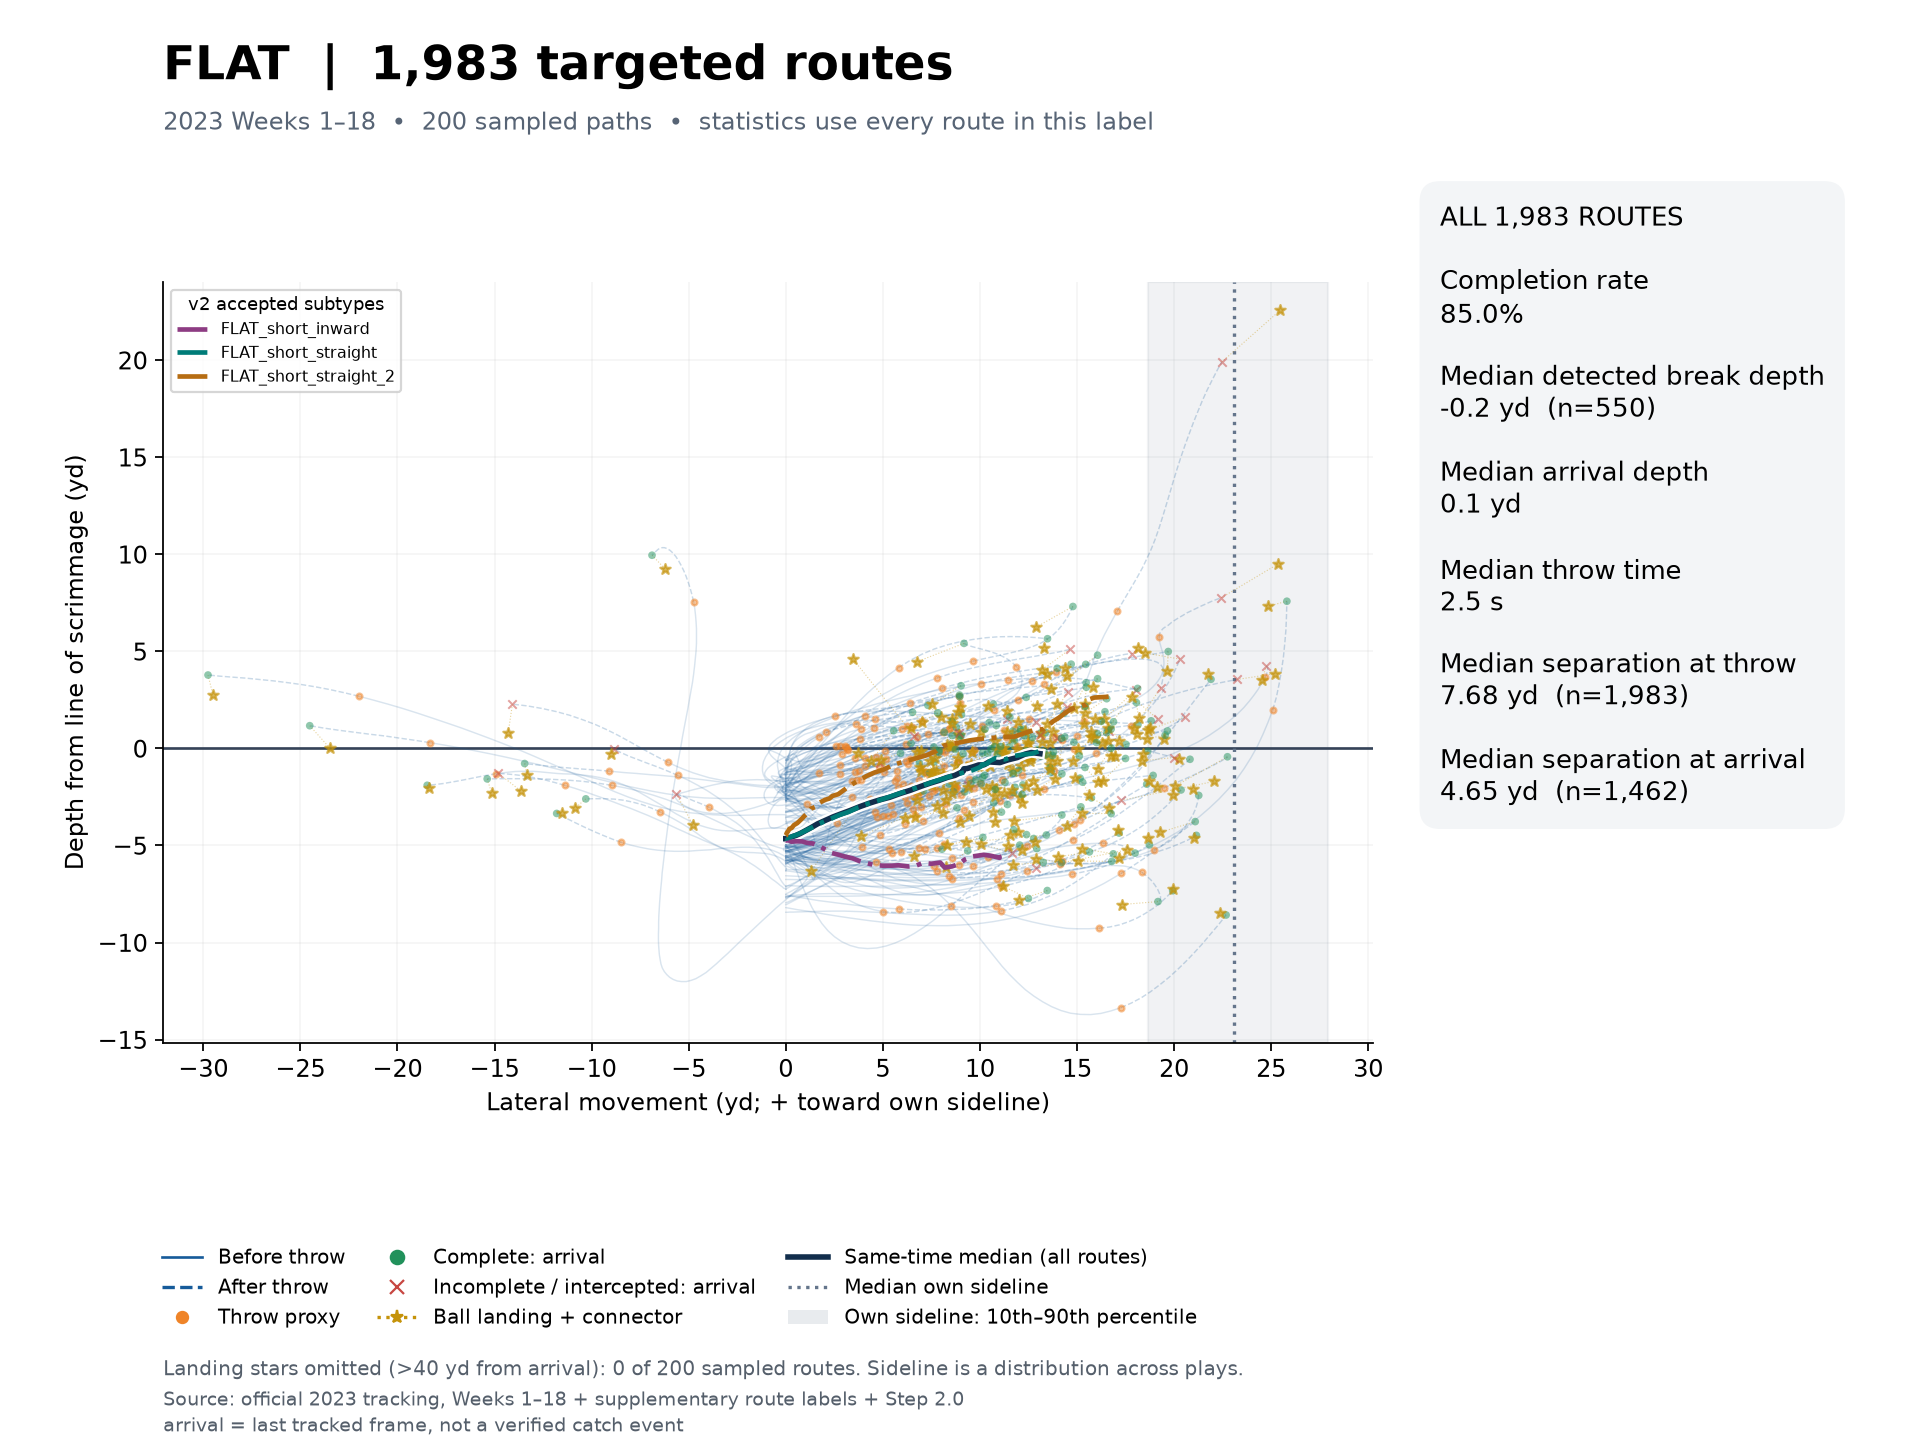 FLAT | 1,983 targeted routes
2023 Weeks 1–18 • 200 sampled paths • statistics use every route in this label
ALL 1,983 ROUTES
Completion rate
85.0%
Median detected break depth
-0.2 yd (n=550)
Median arrival depth
0.1 yd
Median throw time
2.5 s
Median separation at throw
7.68 yd (n=1,983)
Median separation at arrival
4.65 yd (n=1,462)
v2 accepted subtypes
FLAT_short_inward
FLAT_short_straight
FLAT_short_straight_2
Depth from line of scrimmage (yd)
20
15
10
5
0
−5
−10
−15
−30 −25 −20 −15 −10 −5 0 5 10 15 20 25 30
Lateral movement (yd; + toward own sideline)
Before throw
After throw
Throw proxy
Complete: arrival
Incomplete / intercepted: arrival
Ball landing + connector
Same-time median (all routes)
Median own sideline
Own sideline: 10th–90th percentile
Landing stars omitted (>40 yd from arrival): 0 of 200 sampled routes. Sideline is a distribution across plays.
Source: official 2023 tracking, Weeks 1–18 + supplementary route labels + Step 2.0
arrival = last tracked frame, not a verified catch event